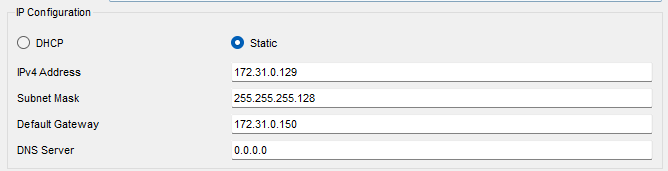 IP Configuration
DHCP Static
IPv4 Address 172.31.0.129
Subnet Mask 255.255.255.128
Default Gateway 172.31.0.150
DNS Server 0.0.0.0